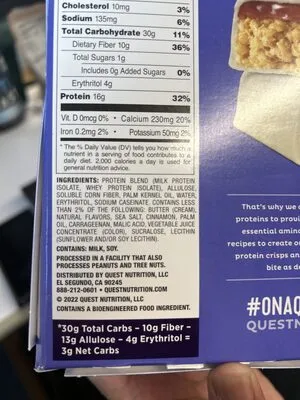 Cholesterol 10mg 3%
Sodium 135mg 6%
Total Carbohydrate 30g 11%
Dietary Fiber 10g 36%
Total Sugars 1g
Includes 0g Added Sugars 0%
Erythritol 4g
Protein 16g 32%
Vit. D 0mcg 0% • Calcium 230mg 20%
Iron 0.2mg 2% • Potassium 50mg 2%
* The % Daily Value (DV) tells you how much a
nutrient in a serving of food contributes to a
daily diet. 2,000 calories a day is used for
general nutrition advice.
INGREDIENTS: PROTEIN BLEND (MILK PROTEIN
ISOLATE, WHEY PROTEIN ISOLATE), ALLULOSE,
SOLUBLE CORN FIBER, PALM KERNEL OIL, WATER,
ERYTHRITOL, SODIUM CASEINATE. CONTAINS LESS
THAN 2% OF THE FOLLOWING: BUTTER (CREAM),
NATURAL FLAVORS, SEA SALT, CINNAMON, PALM
OIL, CARRAGEENAN, MALIC ACID, VEGETABLE JUICE
CONCENTRATE (COLOR), SUCRALOSE, LECITHIN
(SUNFLOWER AND/OR SOY LECITHIN).
CONTAINS: MILK, SOY.
PROCESSED IN A FACILITY THAT ALSO
PROCESSES PEANUTS AND TREE NUTS.
DISTRIBUTED BY QUEST NUTRITION, LLC
EL SEGUNDO, CA 90245
888-212-0601 • QUESTNUTRITION.COM
© 2022 QUEST NUTRITION, LLC
CONTAINS A BIOENGINEERED FOOD INGREDIENT.
*30g Total Carbs – 10g Fiber –
13g Allulose – 4g Erythritol =
3g Net Carbs
That's why we
proteins to provi
essential amino
recipes to create o
protein crisps an
bite as d
#ONAQ
QUESTN